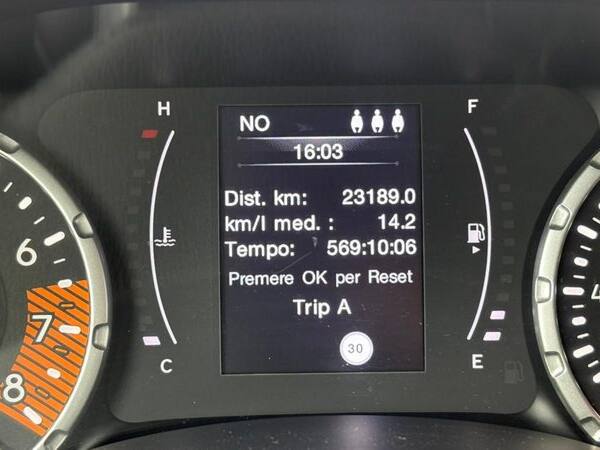 H
F
NO
16:03
Dist. km: 23189.0
km/l med. : 14.2
Tempo: 569:10:06
Premere OK per Reset
Trip A
30
C
E
6
7
8
4